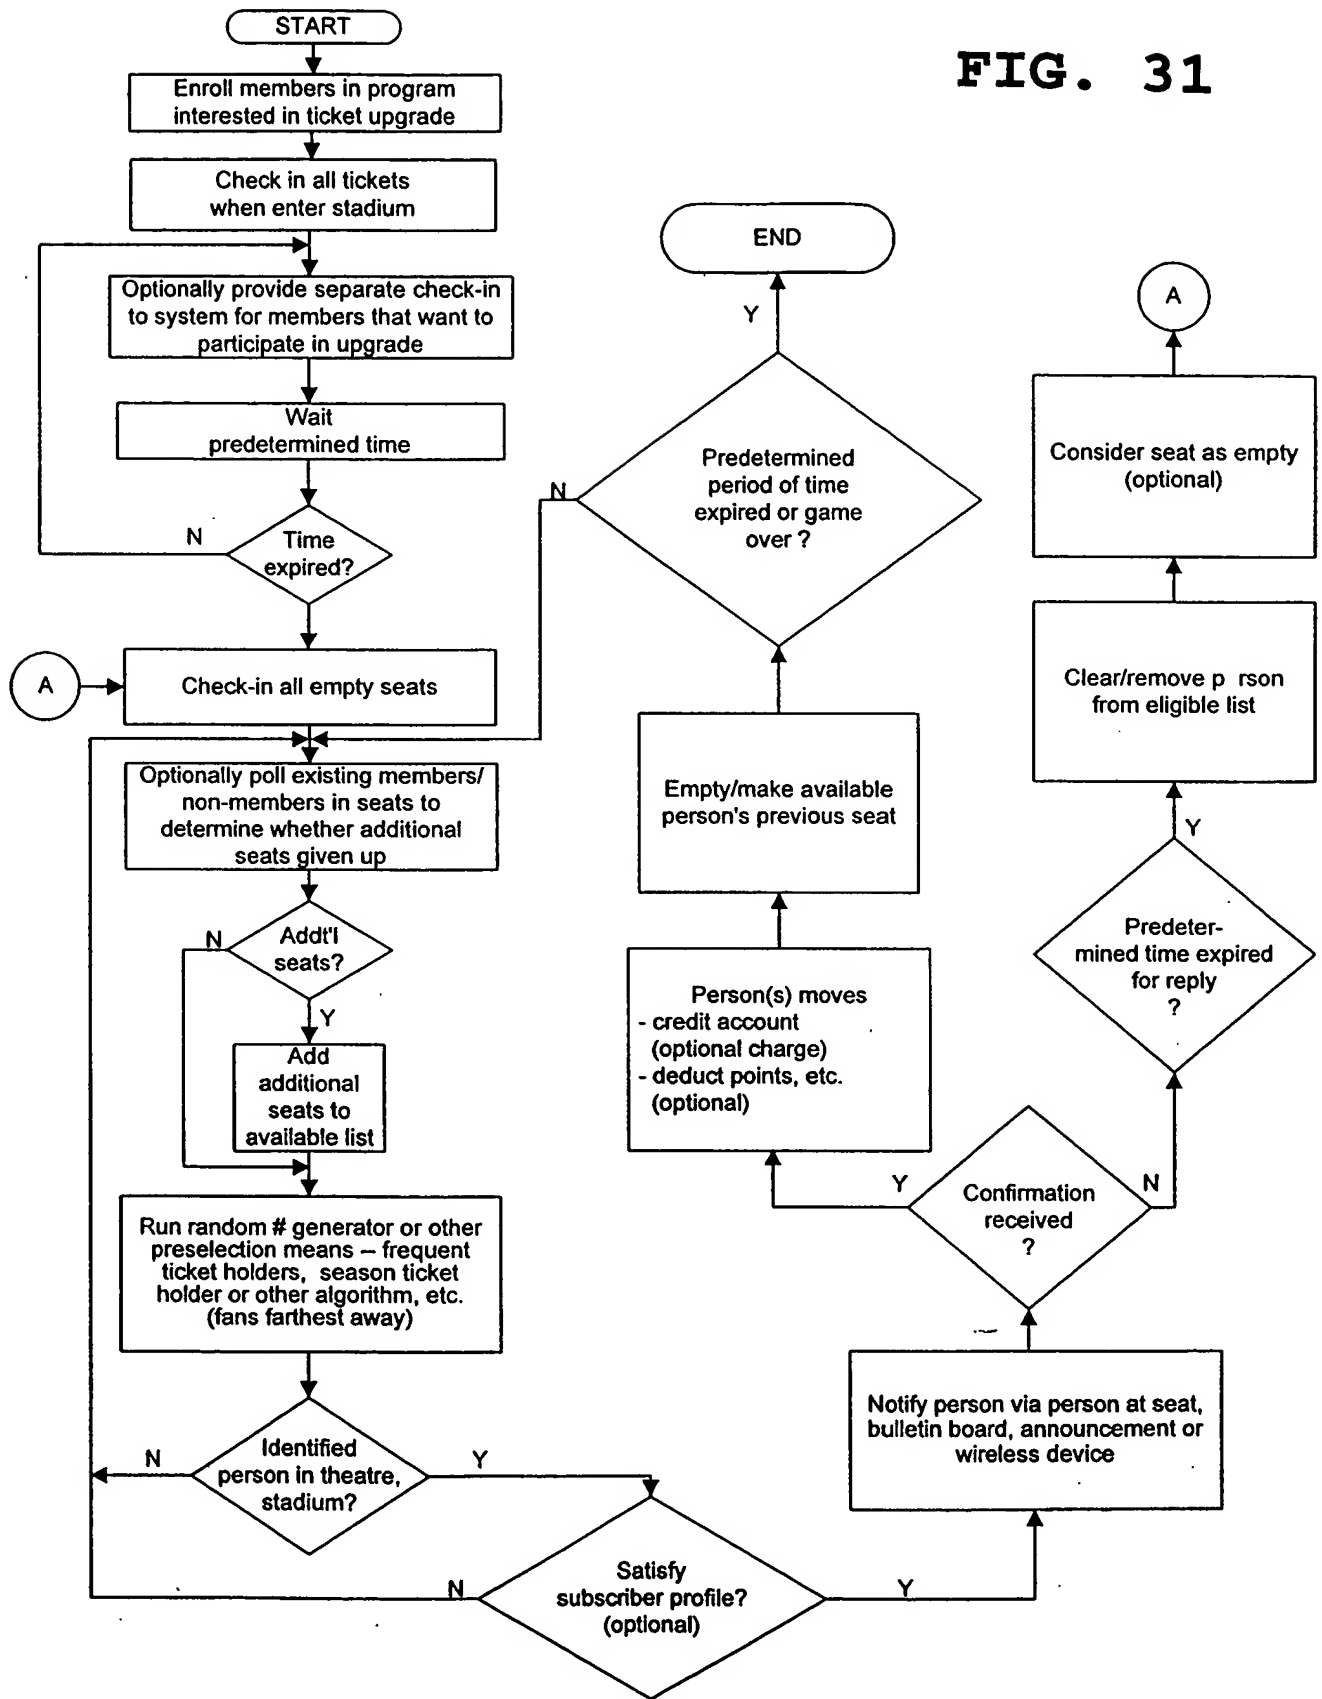 FIG. 31
START
Enroll members in program
interested in ticket upgrade
Check in all tickets
when enter stadium
Optionally provide separate check-in
to system for members that want to
participate in upgrade
Wait
predetermined time
N
Time
expired?
A
Check-in all empty seats
Optionally poll existing members/
non-members in seats to
determine whether additional
seats given up
N
Addt'l
seats?
Y
Add
additional
seats to
available list
Run random # generator or other
preselection means – frequent
ticket holders, season ticket
holder or other algorithm, etc.
(fans farthest away)
N
Identified
person in theatre,
stadium?
Y
N
Satisfy
subscriber profile?
(optional)
Y
Notify person via person at seat,
bulletin board, announcement or
wireless device
Y
Confirmation
received
?
N
Person(s) moves
- credit account
(optional charge)
- deduct points, etc.
(optional)
Empty/make available
person's previous seat
N
Predetermined
period of time
expired or game
over ?
Y
END
Predeter-
mined time expired
for reply
?
Y
Clear/remove p rson
from eligible list
Consider seat as empty
(optional)
A